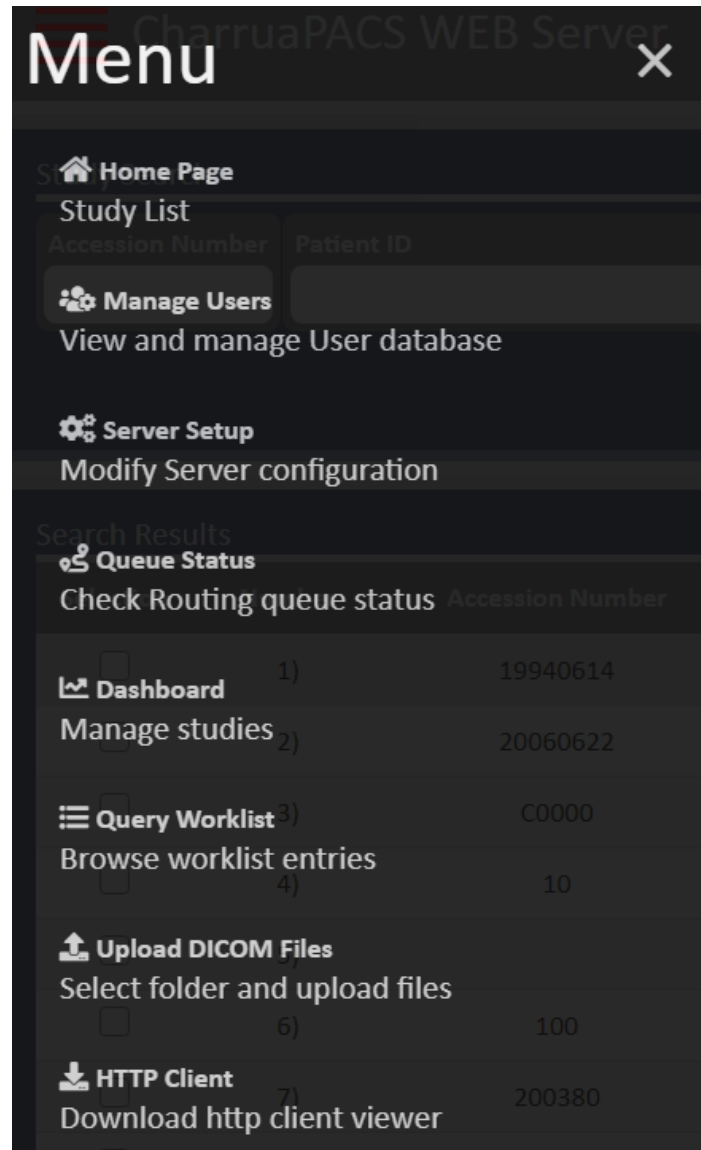 CharruaPACS WEB Server
Menu
×
Home Page
Study List
Accession Number Patient ID
Manage Users
View and manage User database
Server Setup
Modify Server configuration
Search Results
Queue Status
Check Routing queue status
Accession Number
1) 19940614
Dashboard
Manage studies
2) 20060622
3) C0000
Query Worklist
Browse worklist entries
4) 10
Upload DICOM Files
Select folder and upload files
6) 100
HTTP Client
7) 200380
Download http client viewer